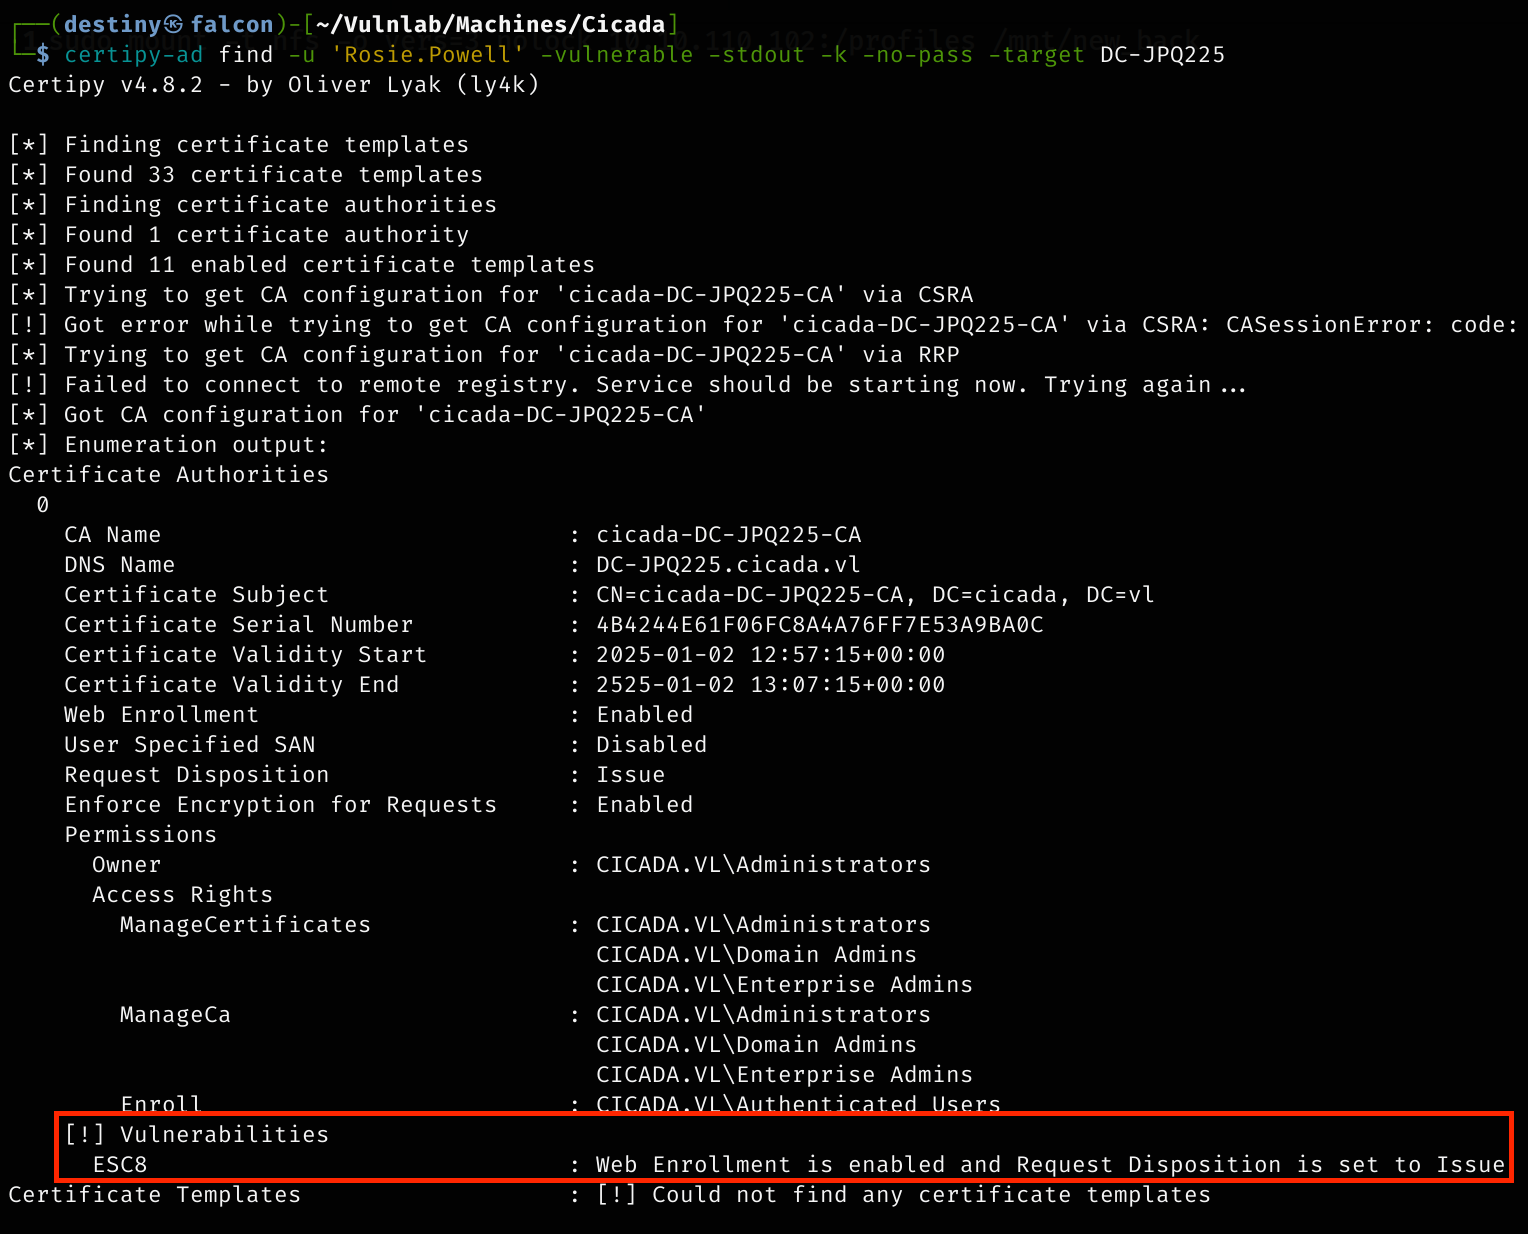 ┌──(destiny㉿falcon)-[~/Vulnlab/Machines/Cicada]
└─$ certipy-ad find -u 'Rosie.Powell' -vulnerable -stdout -k -no-pass -target DC-JPQ225
Certipy v4.8.2 - by Oliver Lyak (ly4k)
[*] Finding certificate templates
[*] Found 33 certificate templates
[*] Finding certificate authorities
[*] Found 1 certificate authority
[*] Found 11 enabled certificate templates
[*] Trying to get CA configuration for 'cicada-DC-JPQ225-CA' via CSRA
[!] Got error while trying to get CA configuration for 'cicada-DC-JPQ225-CA' via CSRA: CASessionError: code:
[*] Trying to get CA configuration for 'cicada-DC-JPQ225-CA' via RRP
[!] Failed to connect to remote registry. Service should be starting now. Trying again...
[*] Got CA configuration for 'cicada-DC-JPQ225-CA'
[*] Enumeration output:
Certificate Authorities
0
CA Name : cicada-DC-JPQ225-CA
DNS Name : DC-JPQ225.cicada.vl
Certificate Subject : CN=cicada-DC-JPQ225-CA, DC=cicada, DC=vl
Certificate Serial Number : 4B4244E61F06FC8A4A76FF7E53A9BA0C
Certificate Validity Start : 2025-01-02 12:57:15+00:00
Certificate Validity End : 2525-01-02 13:07:15+00:00
Web Enrollment : Enabled
User Specified SAN : Disabled
Request Disposition : Issue
Enforce Encryption for Requests : Enabled
Permissions
Owner : CICADA.VL\Administrators
Access Rights
ManageCertificates : CICADA.VL\Administrators
CICADA.VL\Domain Admins
CICADA.VL\Enterprise Admins
ManageCa : CICADA.VL\Administrators
CICADA.VL\Domain Admins
CICADA.VL\Enterprise Admins
Enroll : CICADA.VL\Authenticated Users
[!] Vulnerabilities
ESC8 : Web Enrollment is enabled and Request Disposition is set to Issue
Certificate Templates : [!] Could not find any certificate templates